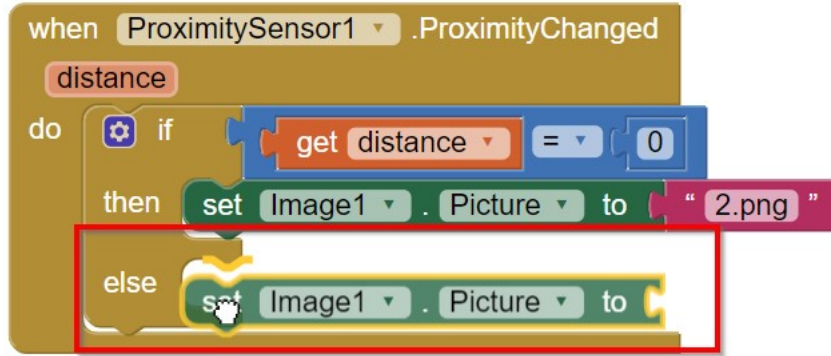 when ProximitySensor1 .ProximityChanged
distance
do if get distance = 0
then set Image1 . Picture to " 2.png "
else
set Image1 . Picture to